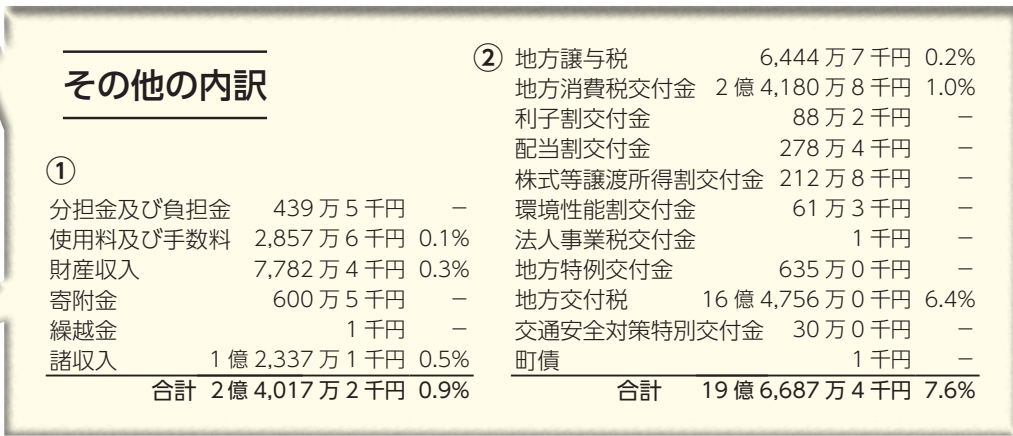 その他の内訳
①
分担金及び負担金 439万5千円 −
使用料及び手数料 2,857万6千円 0.1%
財産収入 7,782万4千円 0.3%
寄附金 600万5千円 −
繰越金 1千円 −
諸収入 1億2,337万1千円 0.5%
合計 2億4,017万2千円 0.9%
② 地方譲与税 6,444万7千円 0.2%
地方消費税交付金 2億4,180万8千円 1.0%
利子割交付金 88万2千円 −
配当割交付金 278万4千円 −
株式等譲渡所得割交付金 212万8千円 −
環境性能割交付金 61万3千円 −
法人事業税交付金 1千円 −
地方特例交付金 635万0千円 −
地方交付税 16億4,756万0千円 6.4%
交通安全対策特別交付金 30万0千円 −
町債 1千円 −
合計 19億6,687万4千円 7.6%